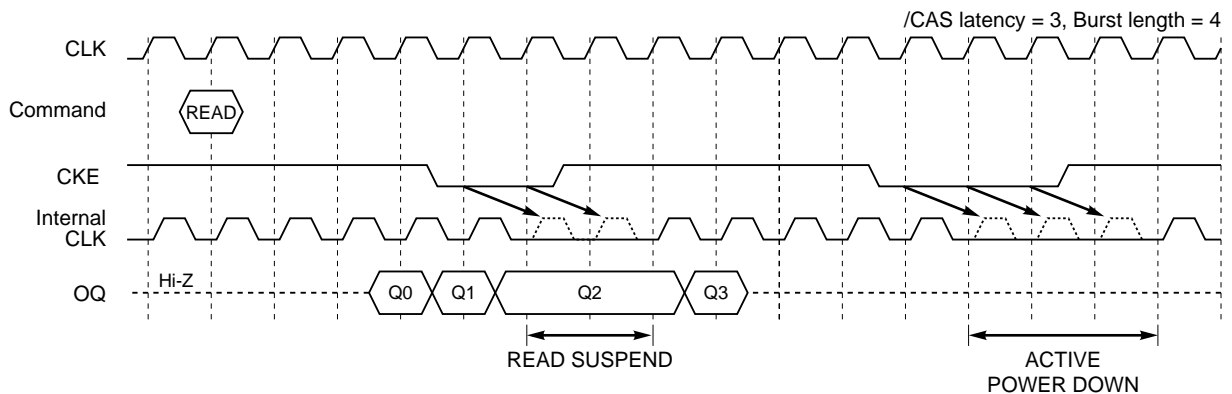 /CAS latency = 3, Burst length = 4
CLK
Command
READ
CKE
Internal
CLK
Hi-Z
OQ
Q0
Q1
Q2
Q3
READ SUSPEND
ACTIVE
POWER DOWN